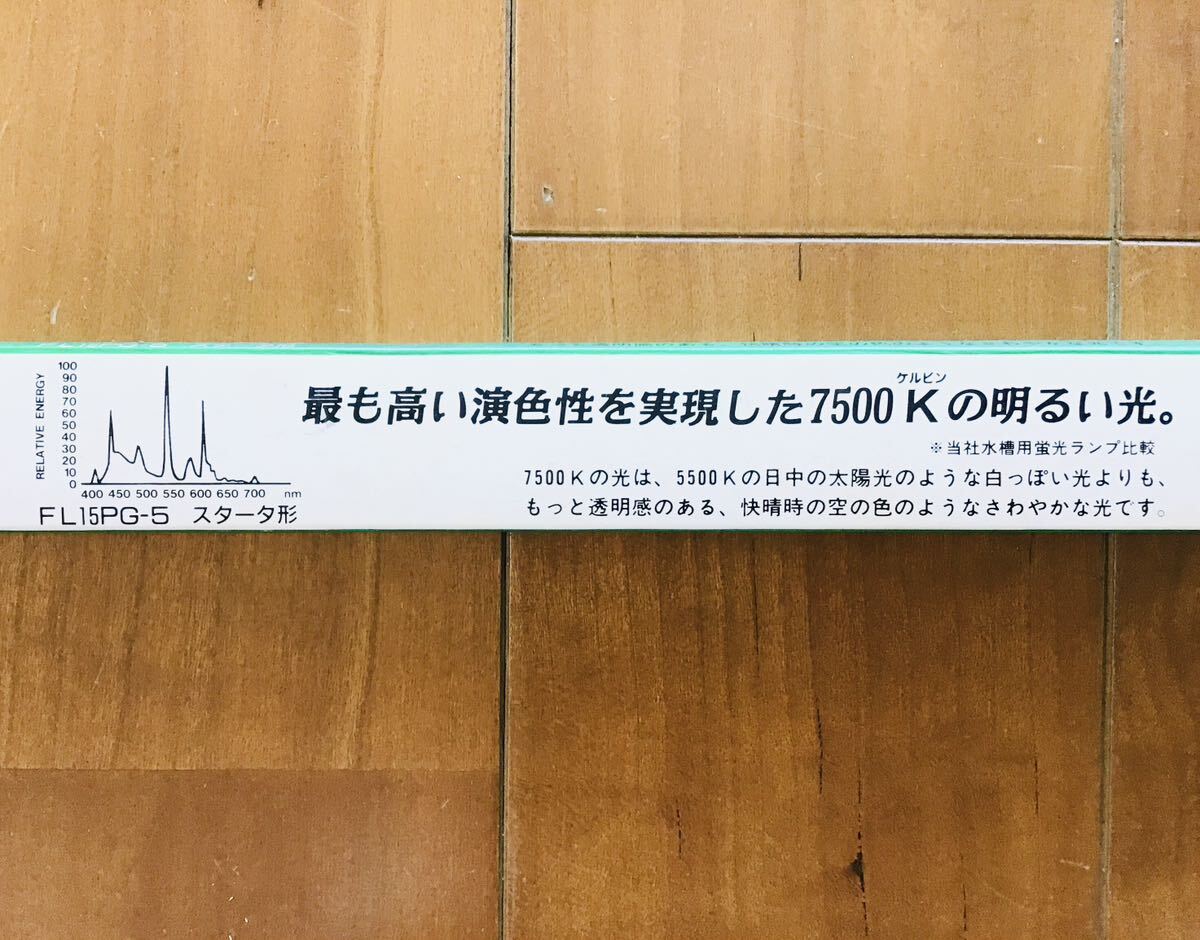 RELATIVE ENERGY
100
90
80
70
60
50
40
30
20
10
0
400 450 500 550 600 650 700 nm
FL15PG-5 スタータ形
ケルビン
最も高い演色性を実現した7500Kの明るい光。
※当社水槽用蛍光ランプ比較
7500Kの光は、5500Kの日中の太陽光のような白っぽい光よりも、
もっと透明感のある、快晴時の空の色のようなさわやかな光です。